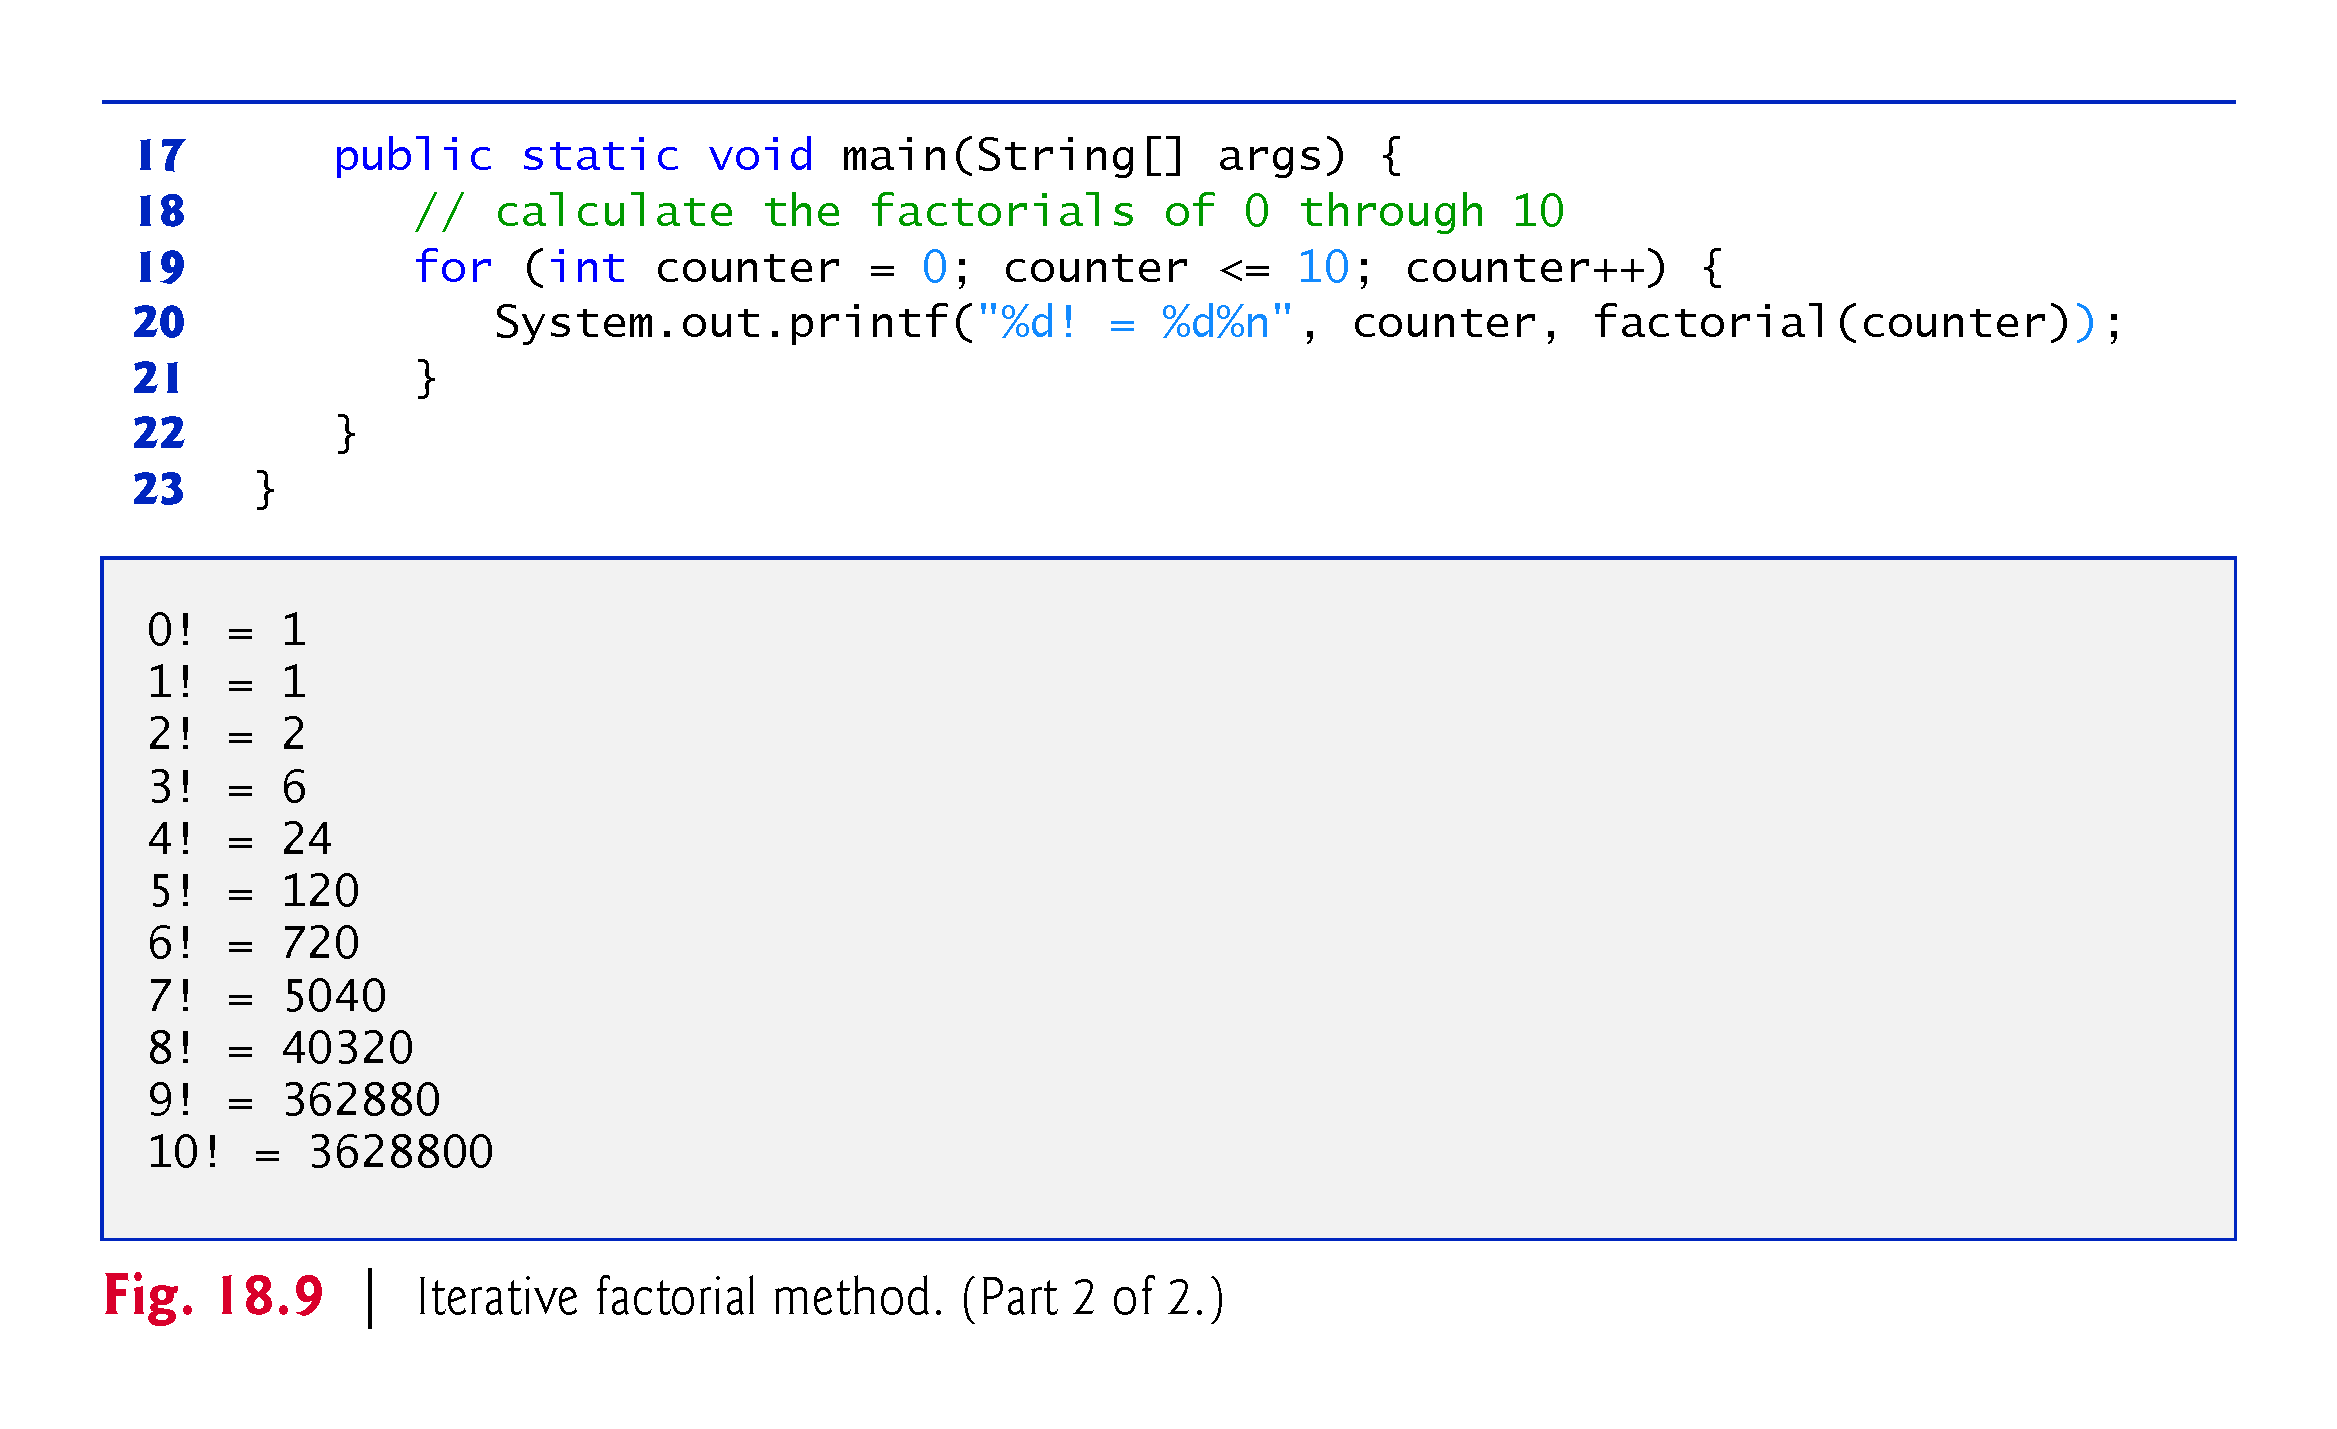 17 public static void main(String[] args) {
18 // calculate the factorials of 0 through 10
19 for (int counter = 0; counter <= 10; counter++) {
20 System.out.printf("%d! = %d%n", counter, factorial(counter));
21 }
22 }
23 }
0! = 1
1! = 1
2! = 2
3! = 6
4! = 24
5! = 120
6! = 720
7! = 5040
8! = 40320
9! = 362880
10! = 3628800
Fig. 18.9 | Iterative factorial method. (Part 2 of 2.)